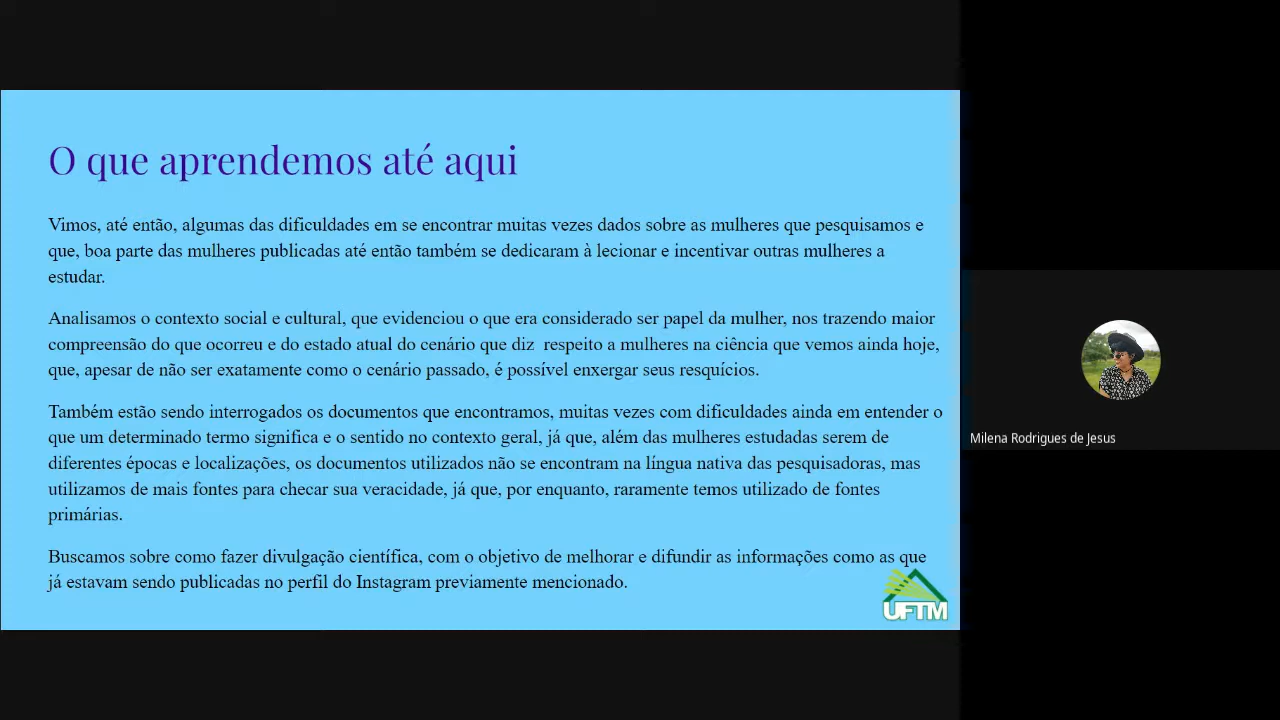 O que aprendemos até aqui
Vimos, até então, algumas das dificuldades em se encontrar muitas vezes dados sobre as mulheres que pesquisamos e
que, boa parte das mulheres publicadas até então também se dedicaram à lecionar e incentivar outras mulheres a
estudar.
Analisamos o contexto social e cultural, que evidenciou o que era considerado ser papel da mulher, nos trazendo maior
compreensão do que ocorreu e do estado atual do cenário que diz  respeito a mulheres na ciência que vemos ainda hoje,
que, apesar de não ser exatamente como o cenário passado, é possível enxergar seus resquícios.
Também estão sendo interrogados os documentos que encontramos, muitas vezes com dificuldades ainda em entender o
que um determinado termo significa e o sentido no contexto geral, já que, além das mulheres estudadas serem de
diferentes épocas e localizações, os documentos utilizados não se encontram na língua nativa das pesquisadoras, mas
utilizamos de mais fontes para checar sua veracidade, já que, por enquanto, raramente temos utilizado de fontes
primárias.
Buscamos sobre como fazer divulgação científica, com o objetivo de melhorar e difundir as informações como as que
já estavam sendo publicadas no perfil do Instagram previamente mencionado.
UFTM
Milena Rodrigues de Jesus